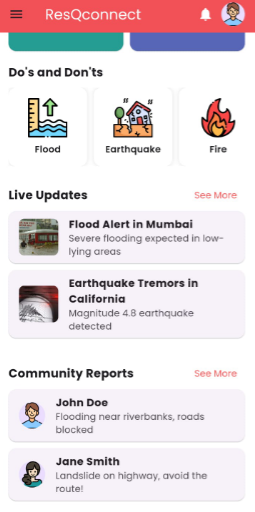 ResQconnect
Do's and Don'ts
Flood
Earthquake
Fire
Live Updates
See More
Flood Alert in Mumbai
Severe flooding expected in low-
lying areas
Earthquake Tremors in
California
Magnitude 4.8 earthquake
detected
Community Reports
See More
John Doe
Flooding near riverbanks, roads
blocked
Jane Smith
Landslide on highway, avoid the
route!